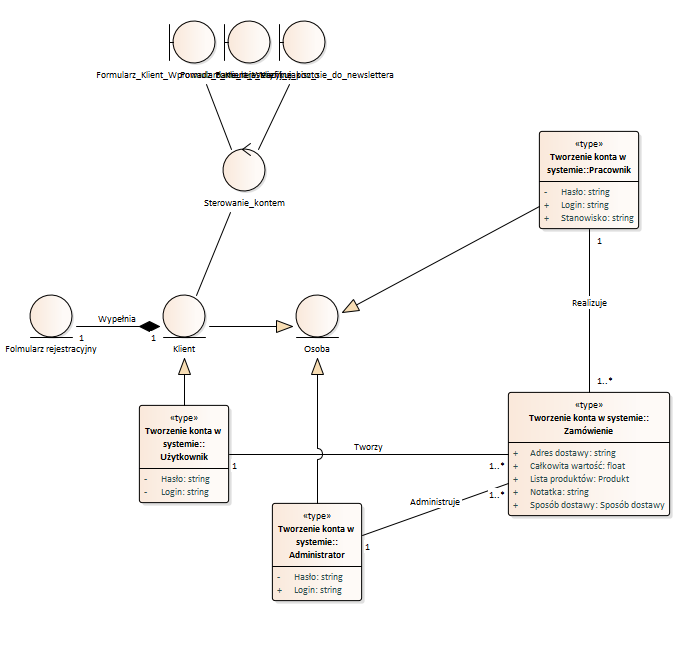 Formularz_Klient_
sie_do_newslettera
Sterowanie_kontem
«type»
Tworzenie konta w
systemie::Pracownik
- Hasło: string
+ Login: string
+ Stanowisko: string
1
Realizuje
1..*
Folmularz rejestracyjny
Wypełnia
1
1
Klient
Osoba
«type»
Tworzenie konta w
systemie::
Użytkownik
- Hasło: string
- Login: string
1
Tworzy
1..*
«type»
Tworzenie konta w systemie::
Zamówienie
+ Adres dostawy: string
+ Całkowita wartość: float
+ Lista produktów: Produkt
+ Notatka: string
+ Sposób dostawy: Sposób dostawy
Administruje
1..*
1
«type»
Tworzenie konta w
systemie::
Administrator
- Hasło: string
+ Login: string